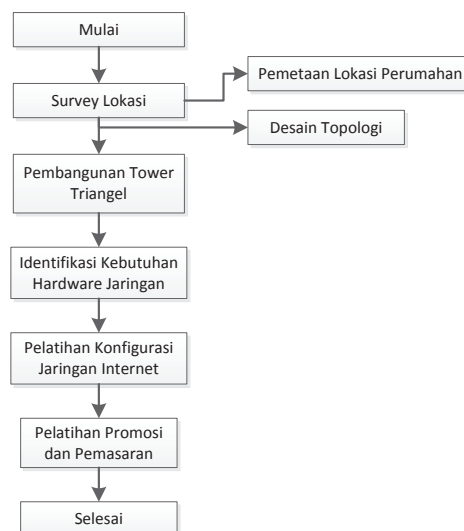 Mulai
Survey Lokasi
Pemetaan Lokasi Perumahan
Desain Topologi
Pembangunan Tower
Triangel
Identifikasi Kebutuhan
Hardware Jaringan
Pelatihan Konfigurasi
Jaringan Internet
Pelatihan Promosi
dan Pemasaran
Selesai